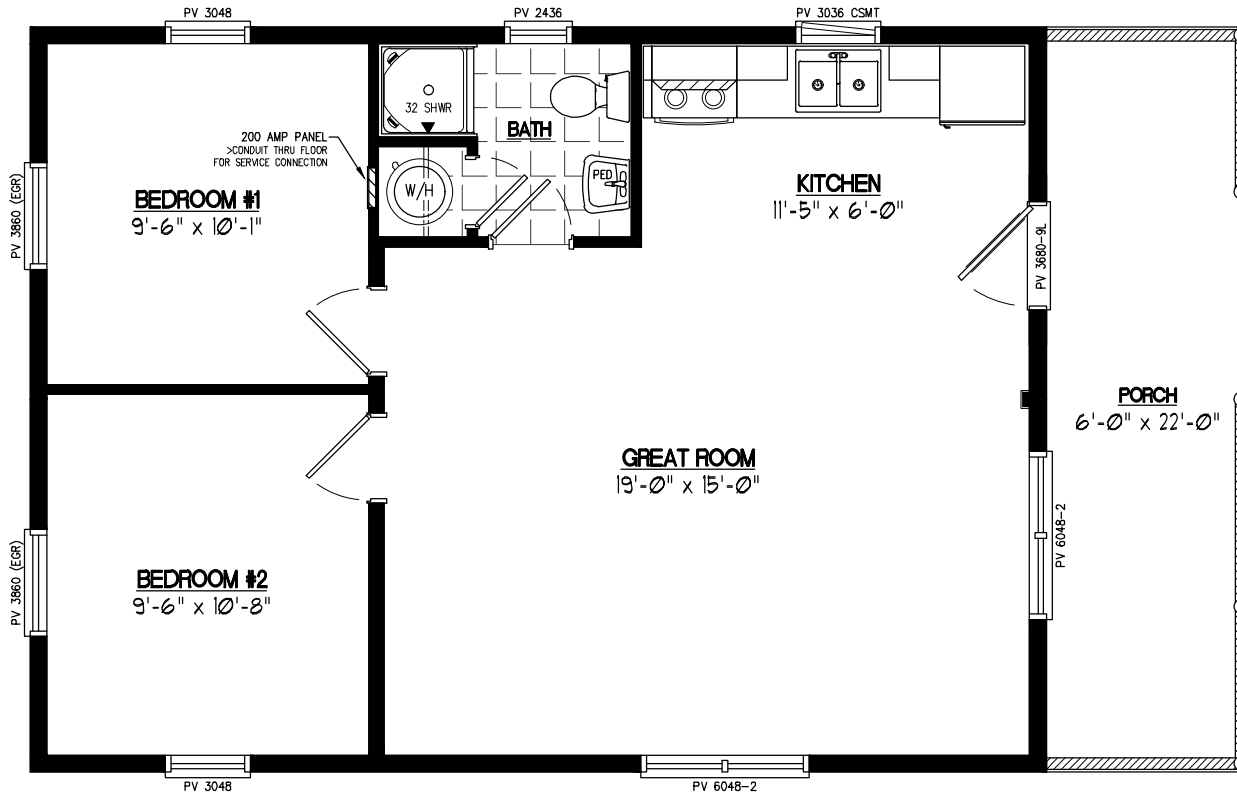 PV 3048
PV 2436
PV 3036 CSMT
32 SHWR
BATH
200 AMP PANEL
>CONDUIT THRU FLOOR
FOR SERVICE CONNECTION
W/H
PED
KITCHEN
11'-5" x 6'-0"
BEDROOM #1
9'-6" x 10'-1"
PV 3860 (EGR)
PV 3680-9L
PORCH
6'-0" x 22'-0"
GREAT ROOM
19'-0" x 15'-0"
PV 6048-2
BEDROOM #2
9'-6" x 10'-8"
PV 3860 (EGR)
PV 3048
PV 6048-2